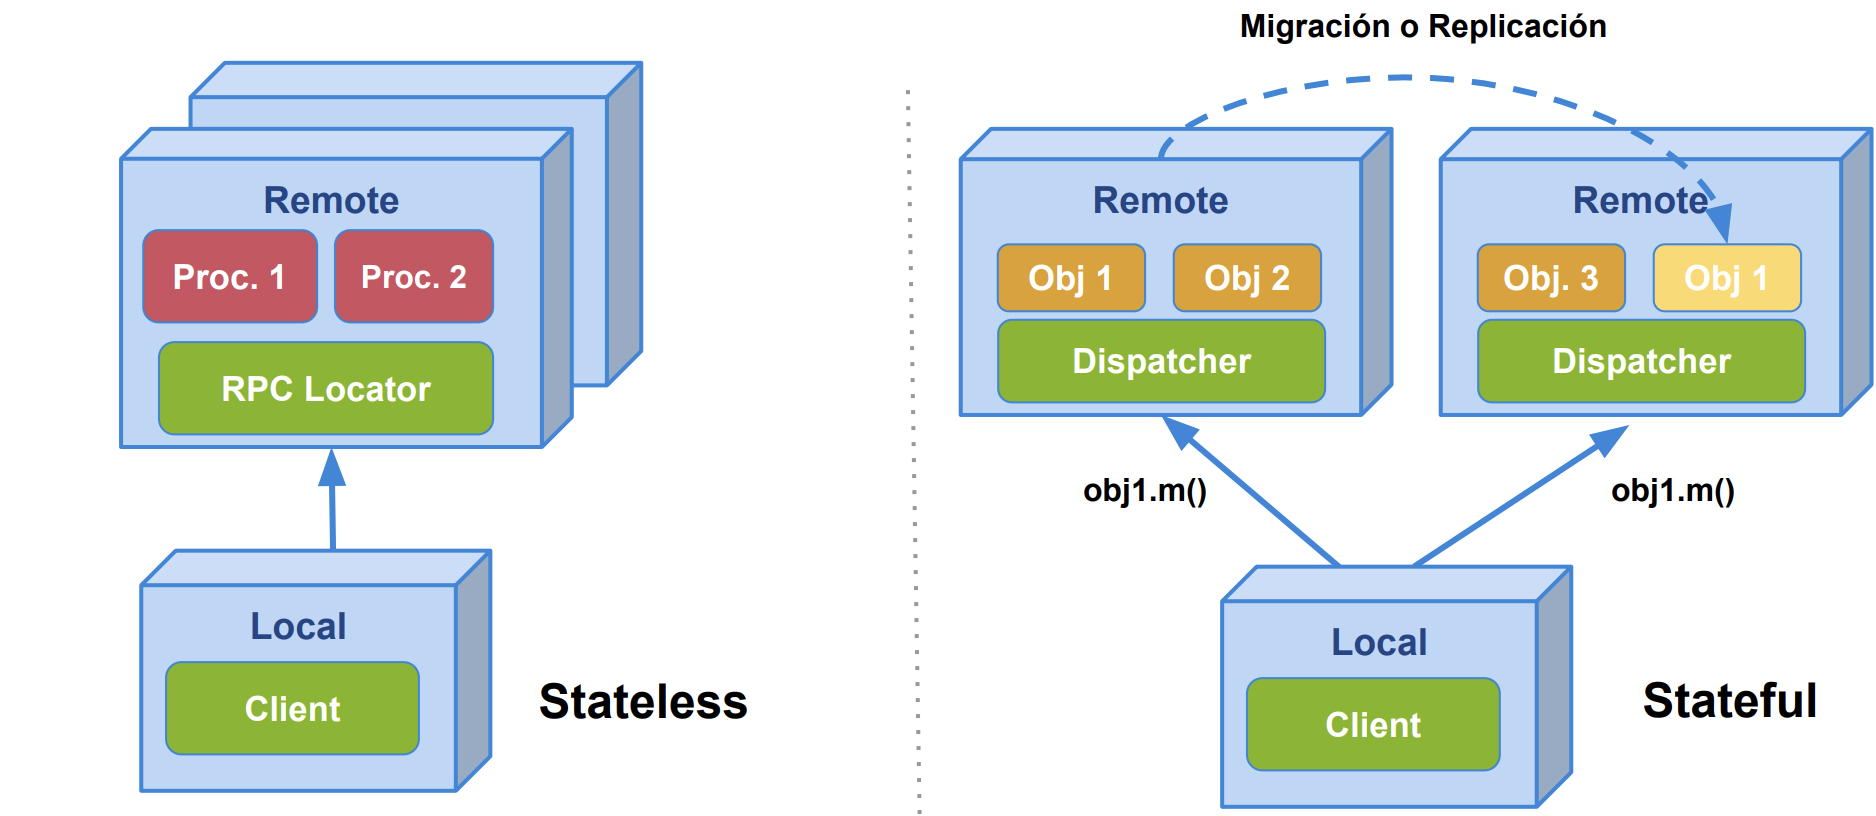 Remote
Proc. 1
Proc. 2
RPC Locator
Local
Client
Stateless
Migración o Replicación
Remote
Obj 1
Obj 2
Dispatcher
Remote
Obj. 3
Obj 1
Dispatcher
obj1.m()
obj1.m()
Local
Client
Stateful